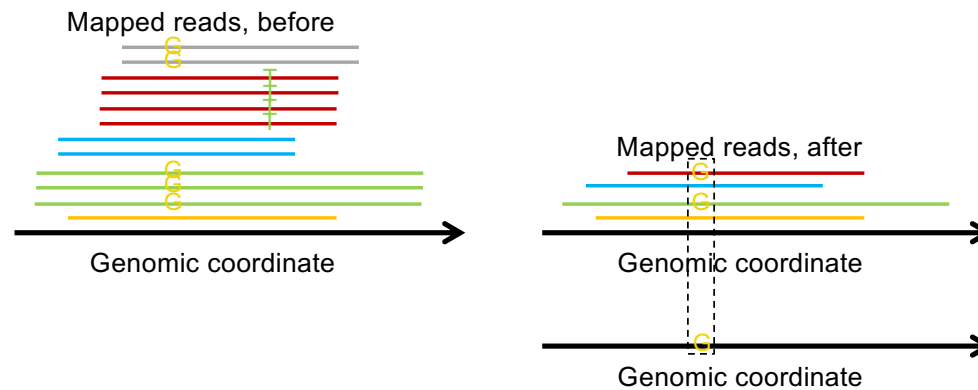 Mapped reads, before
G
G
T
T
T
T
G
G
G
Genomic coordinate
Mapped reads, after
G
G
Genomic coordinate
G
Genomic coordinate